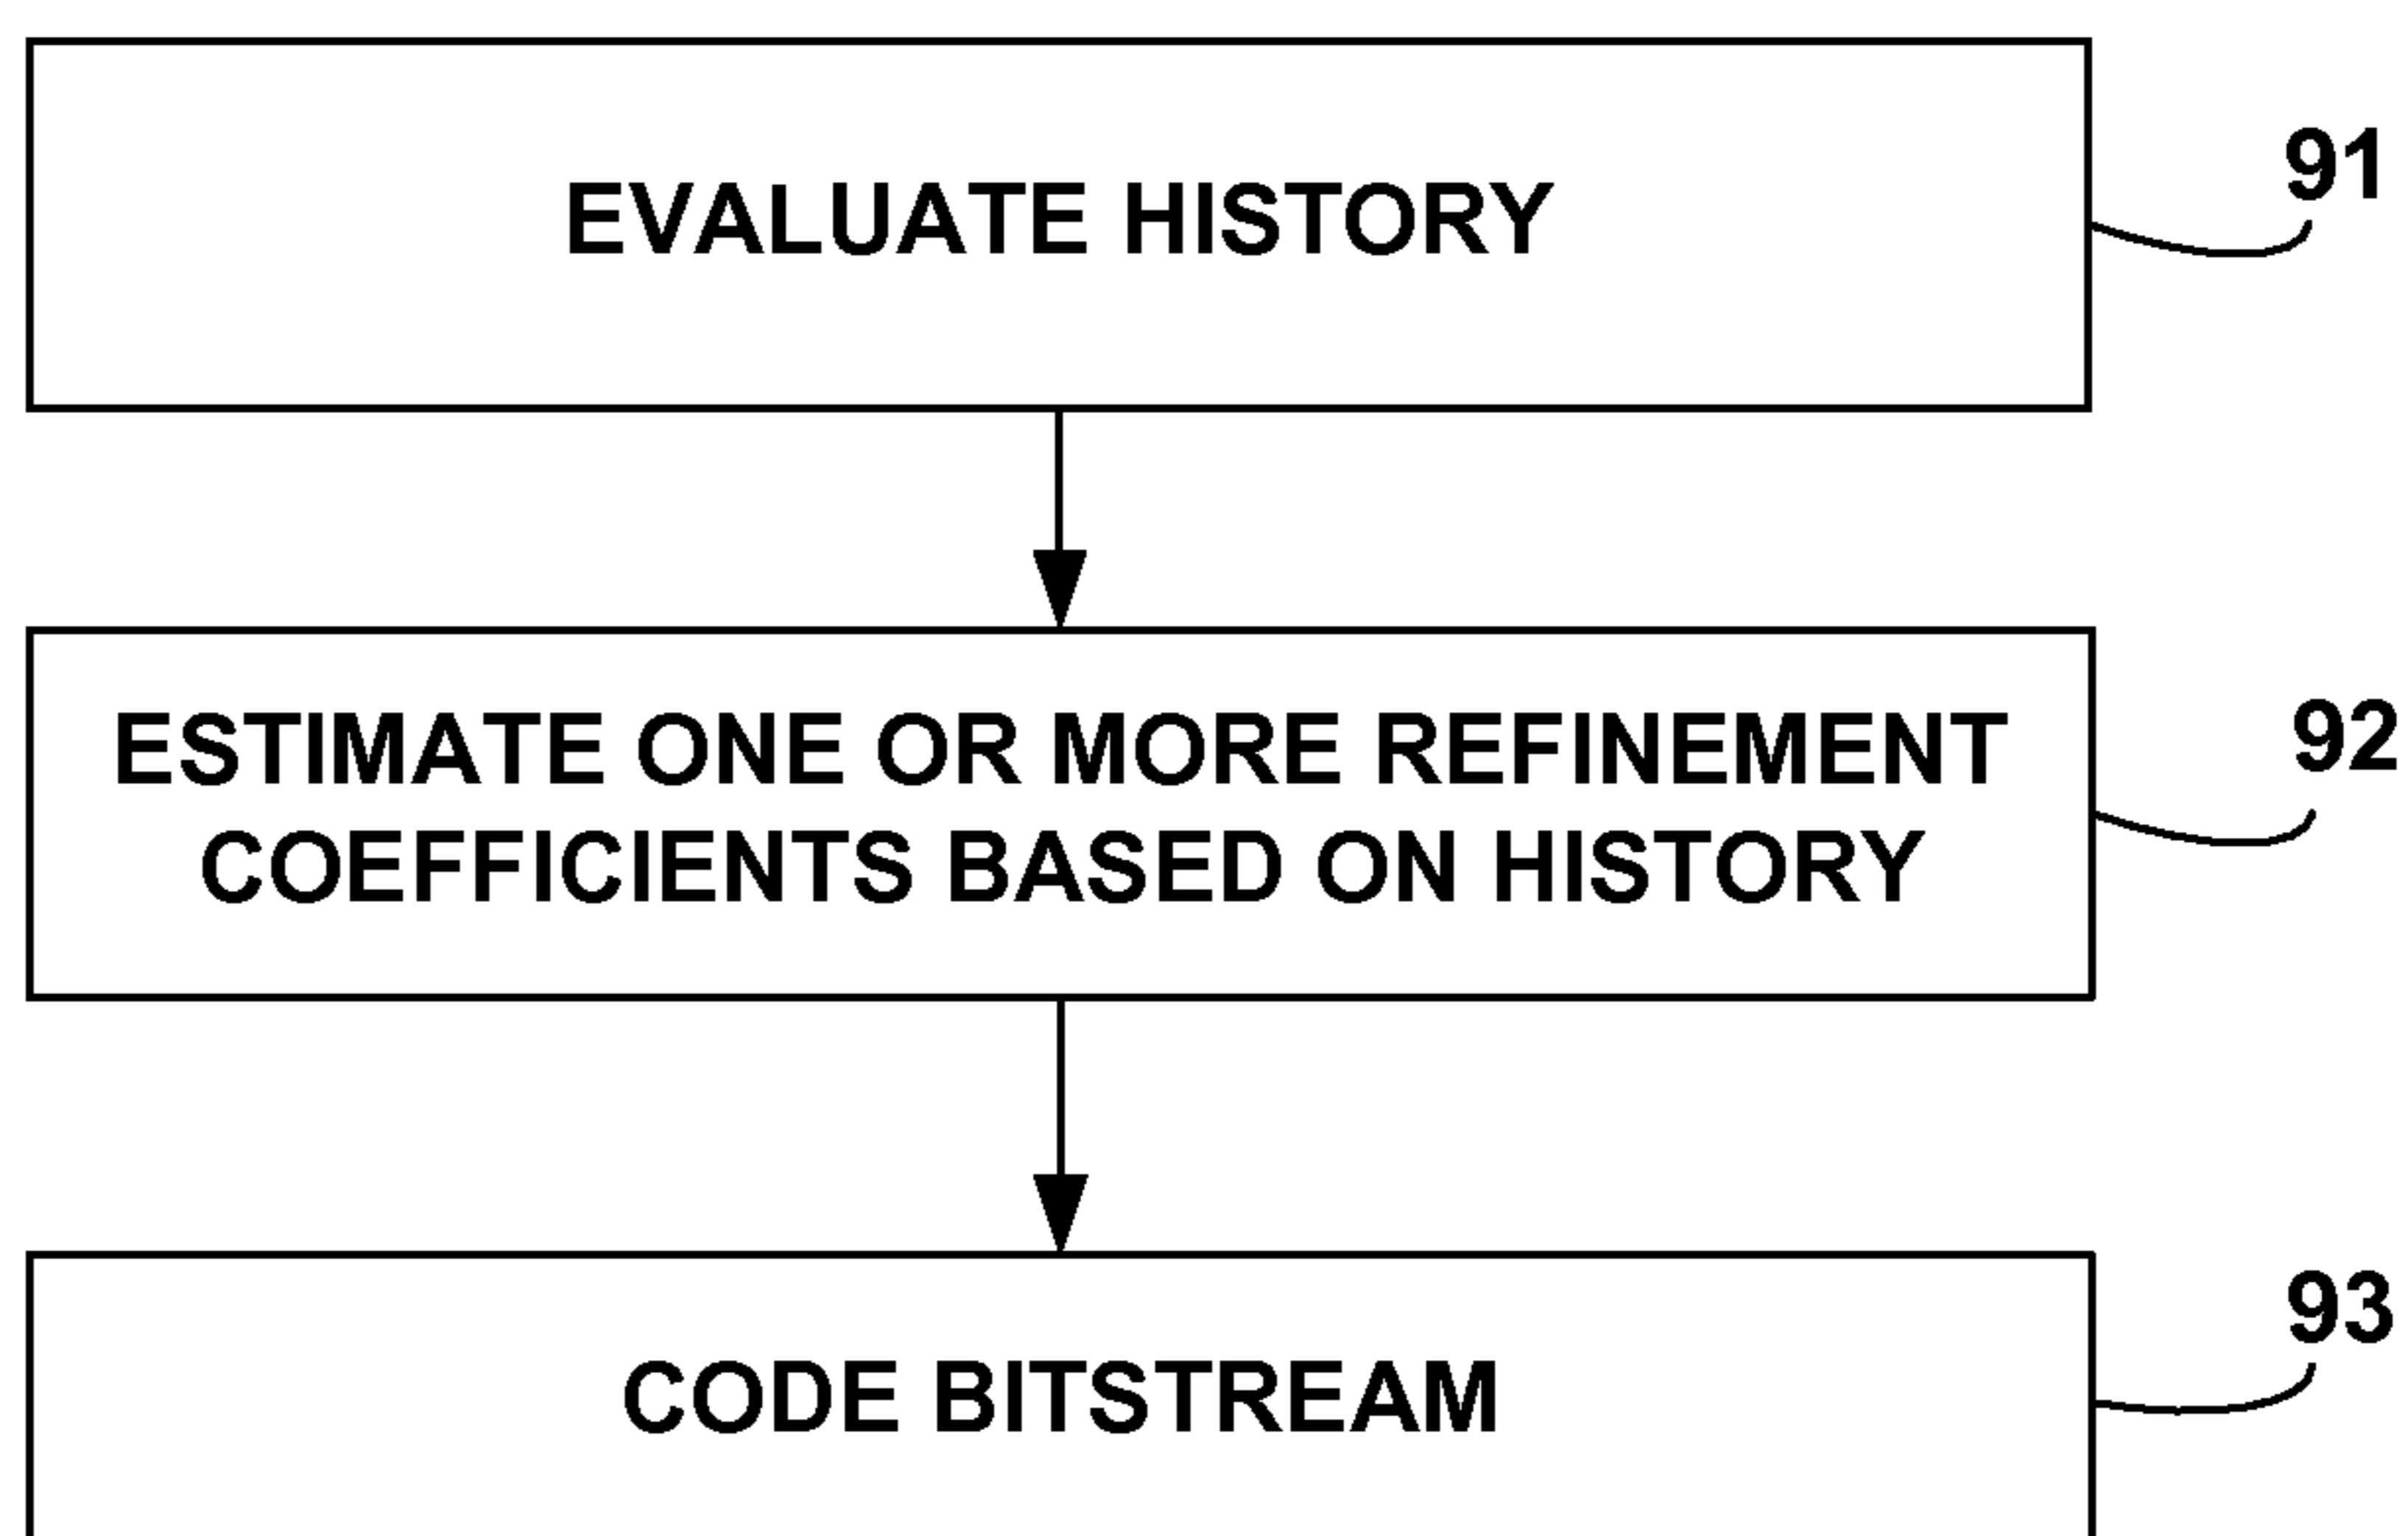 EVALUATE HISTORY
91
ESTIMATE ONE OR MORE REFINEMENT
COEFFICIENTS BASED ON HISTORY
92
CODE BITSTREAM
93